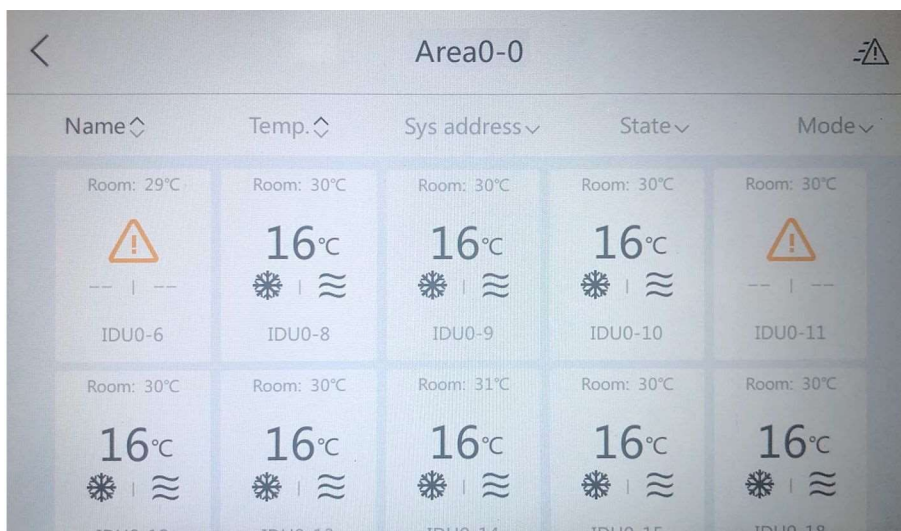 Area0-0
Name Temp. Sys address State Mode
Room: 29°C Room: 30°C Room: 30°C Room: 30°C Room: 30°C
16°C 16°C 16°C
-- | -- | | | -- | --
IDU0-6 IDU0-8 IDU0-9 IDU0-10 IDU0-11
Room: 30°C Room: 30°C Room: 31°C Room: 30°C Room: 30°C
16°C 16°C 16°C 16°C 16°C